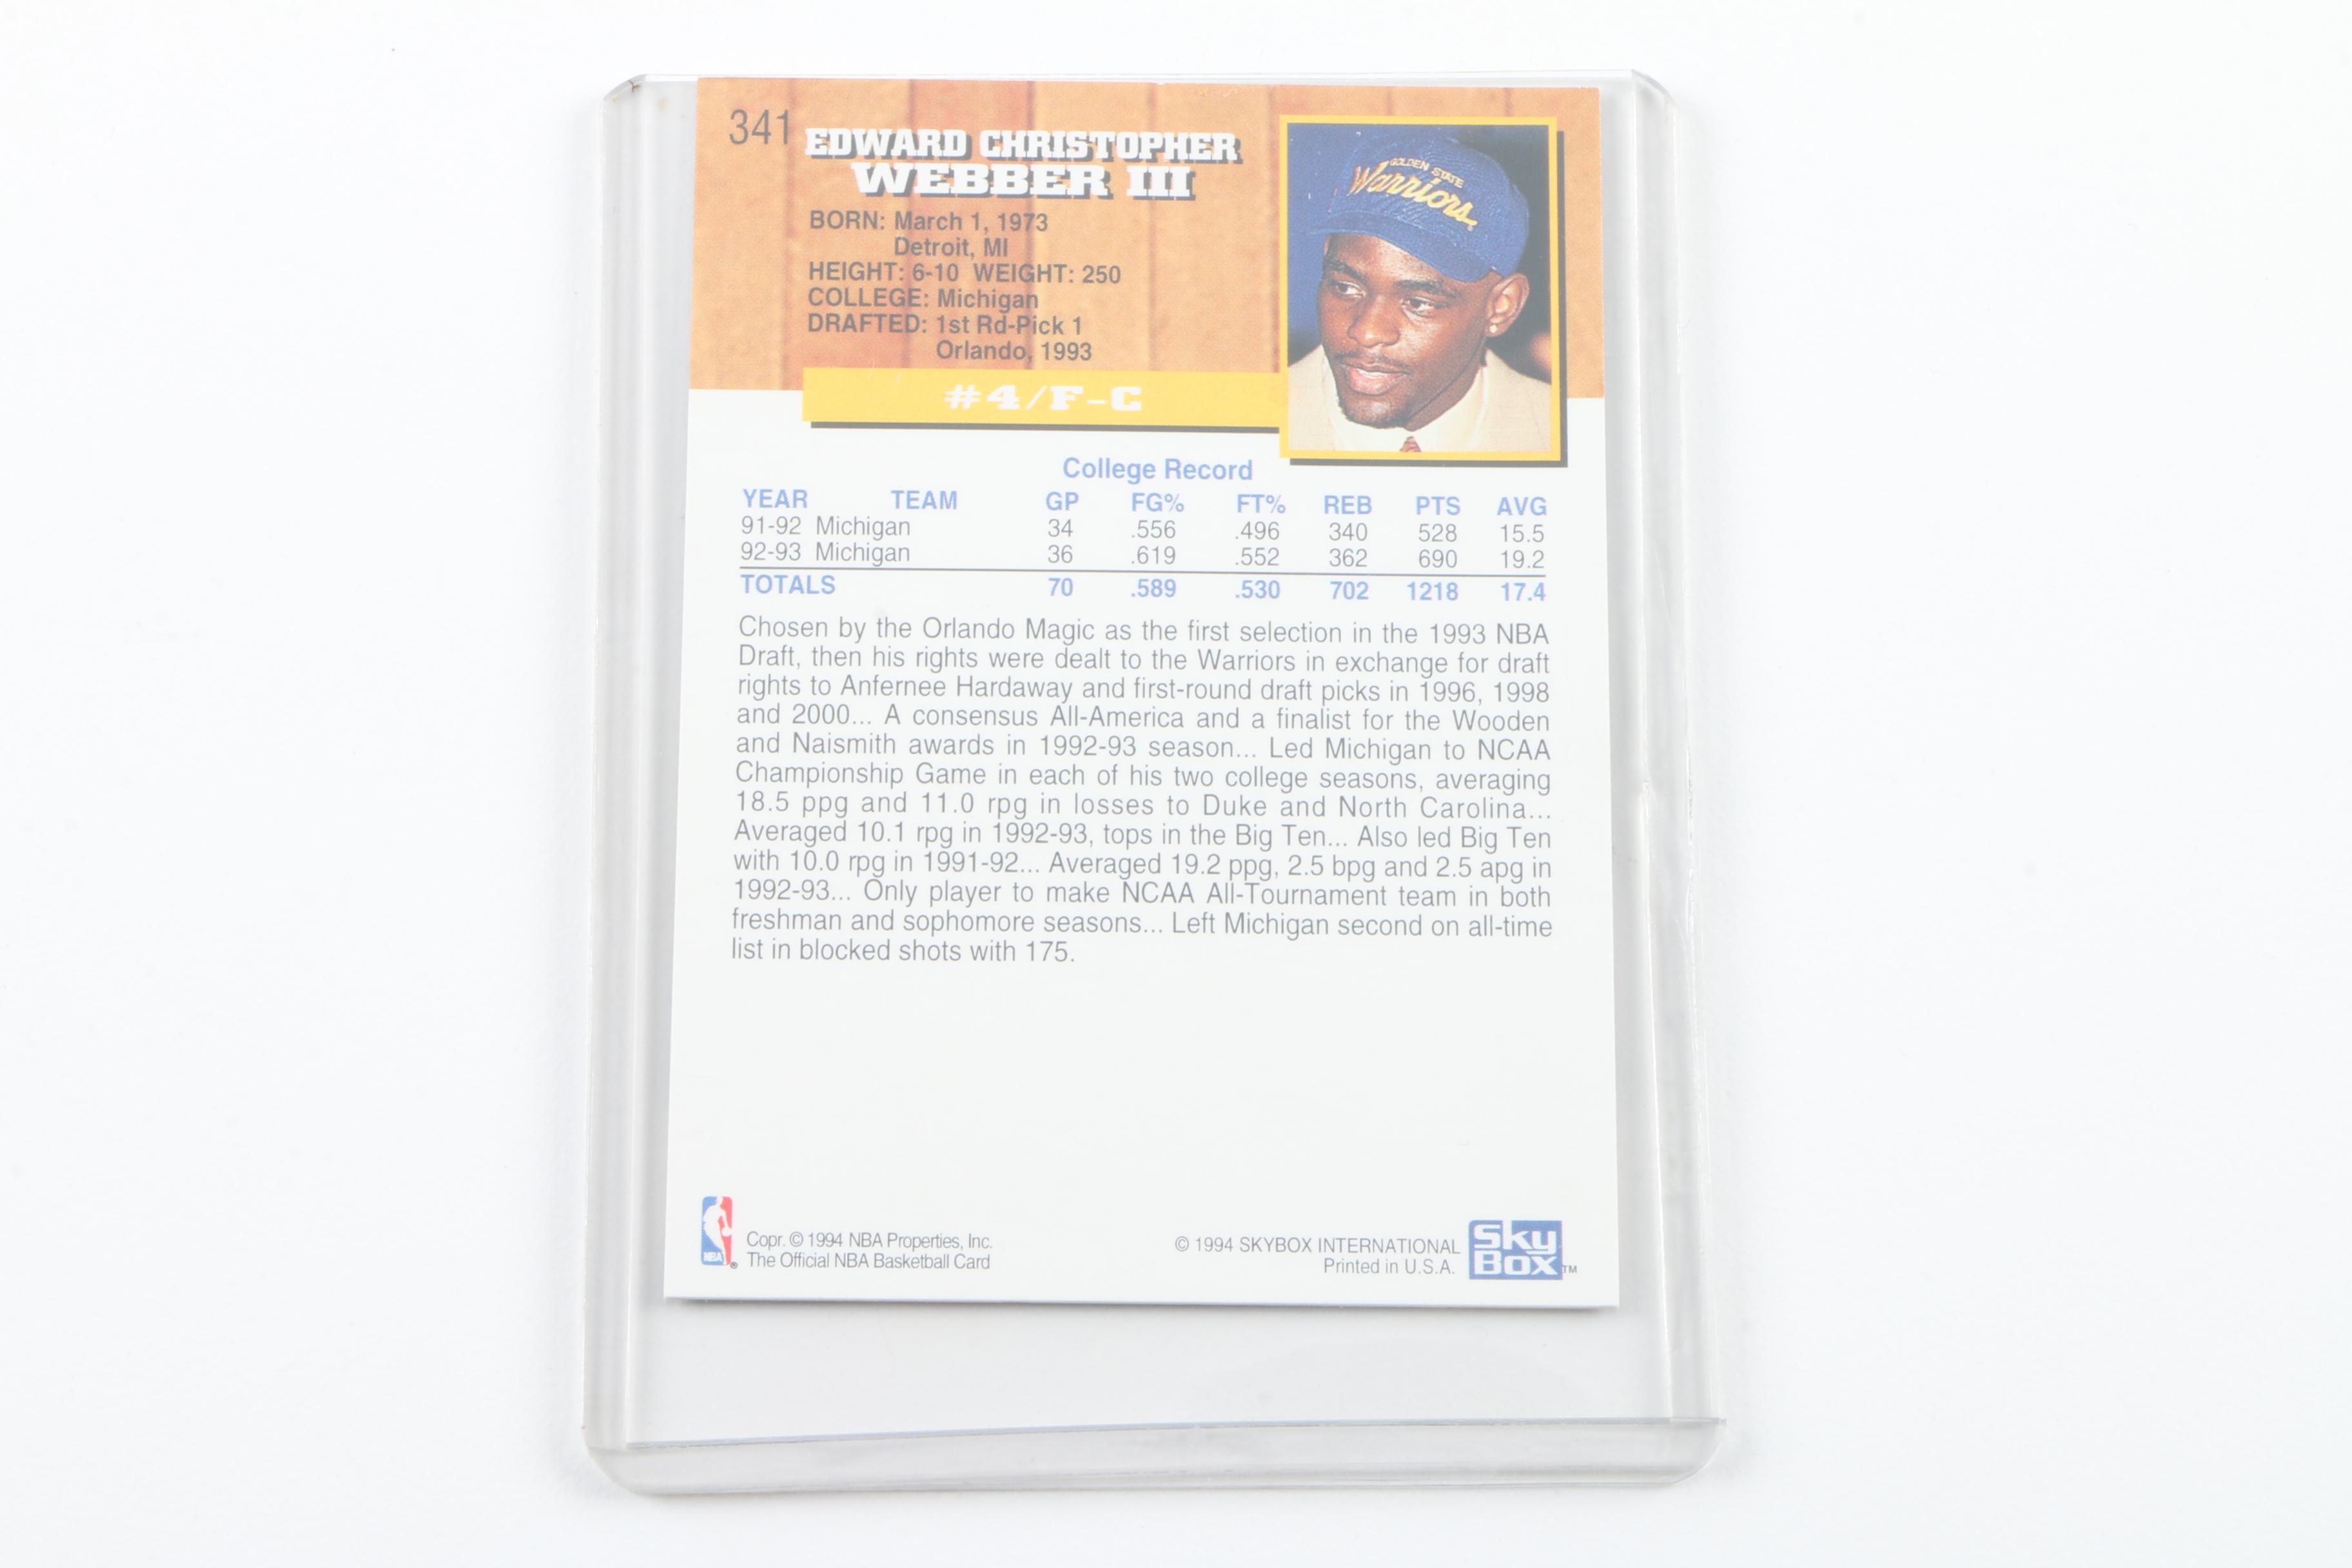 341
EDWARD CHRISTOPHER
WEBBER III
BORN: March 1, 1973
Detroit, MI
HEIGHT: 6-10 WEIGHT: 250
COLLEGE: Michigan
DRAFTED: 1st Rd-Pick 1
Orlando, 1993
#4/F-C
GOLDEN STATE
Warriors
College Record
YEAR TEAM GP FG% FT% REB PTS AVG
91-92 Michigan 34 .556 .496 340 528 15.5
92-93 Michigan 36 .619 .552 362 690 19.2
TOTALS 70 .589 .530 702 1218 17.4
Chosen by the Orlando Magic as the first selection in the 1993 NBA
Draft, then his rights were dealt to the Warriors in exchange for draft
rights to Anfernee Hardaway and first-round draft picks in 1996, 1998
and 2000... A consensus All-America and a finalist for the Wooden
and Naismith awards in 1992-93 season... Led Michigan to NCAA
Championship Game in each of his two college seasons, averaging
18.5 ppg and 11.0 rpg in losses to Duke and North Carolina...
Averaged 10.1 rpg in 1992-93, tops in the Big Ten... Also led Big Ten
with 10.0 rpg in 1991-92... Averaged 19.2 ppg, 2.5 bpg and 2.5 apg in
1992-93... Only player to make NCAA All-Tournament team in both
freshman and sophomore seasons... Left Michigan second on all-time
list in blocked shots with 175.
NBA ®
Copr. © 1994 NBA Properties, Inc.
The Official NBA Basketball Card
© 1994 SKYBOX INTERNATIONAL
Printed in U.S.A.
Sky
Box™